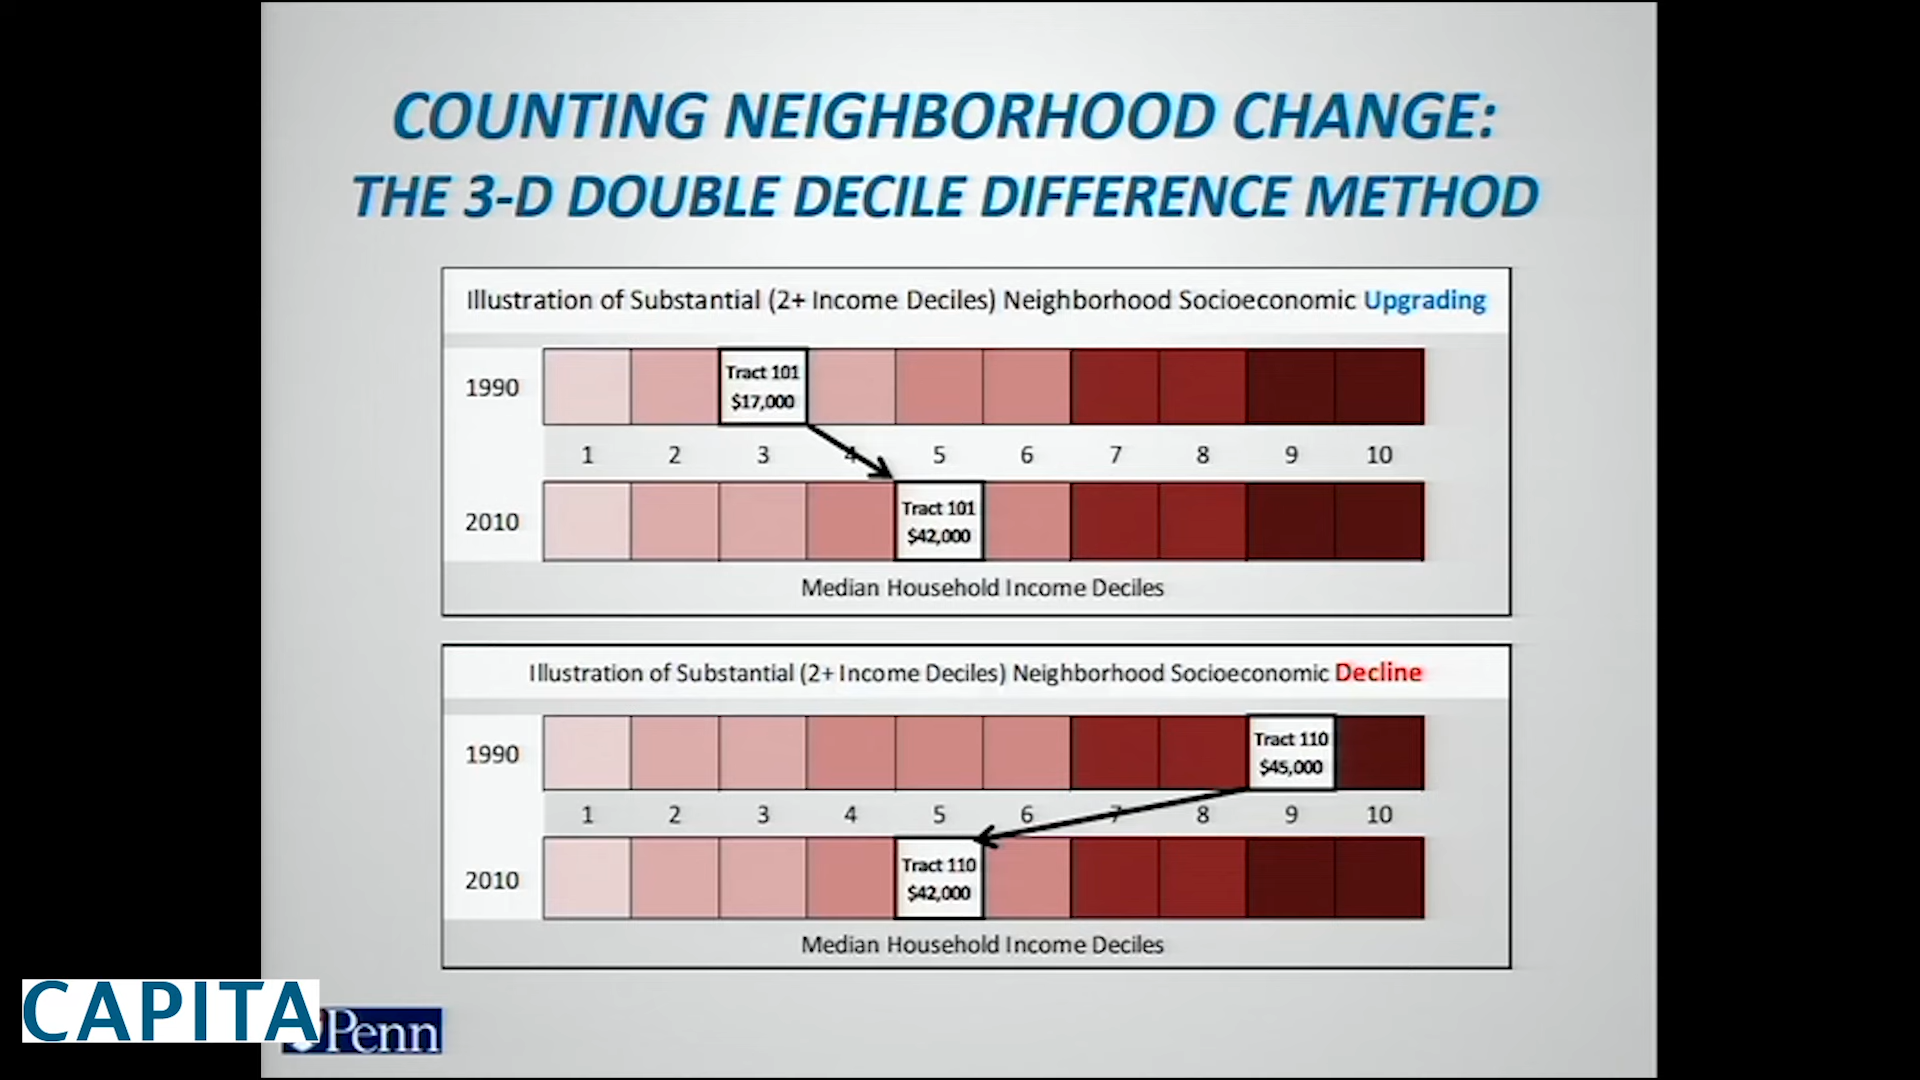 COUNTING NEIGHBORHOOD CHANGE:
THE 3-D DOUBLE DECILE DIFFERENCE METHOD
Illustration of Substantial (2+ Income Deciles) Neighborhood Socioeconomic Upgrading
1990
Tract 101
$17,000
1 2 3 4 5 6 7 8 9 10
2010
Tract 101
$42,000
Median Household Income Deciles
Illustration of Substantial (2+ Income Deciles) Neighborhood Socioeconomic Decline
1990
Tract 110
$45,000
1 2 3 4 5 6 7 8 9 10
2010
Tract 110
$42,000
Median Household Income Deciles
CAPITA
Penn